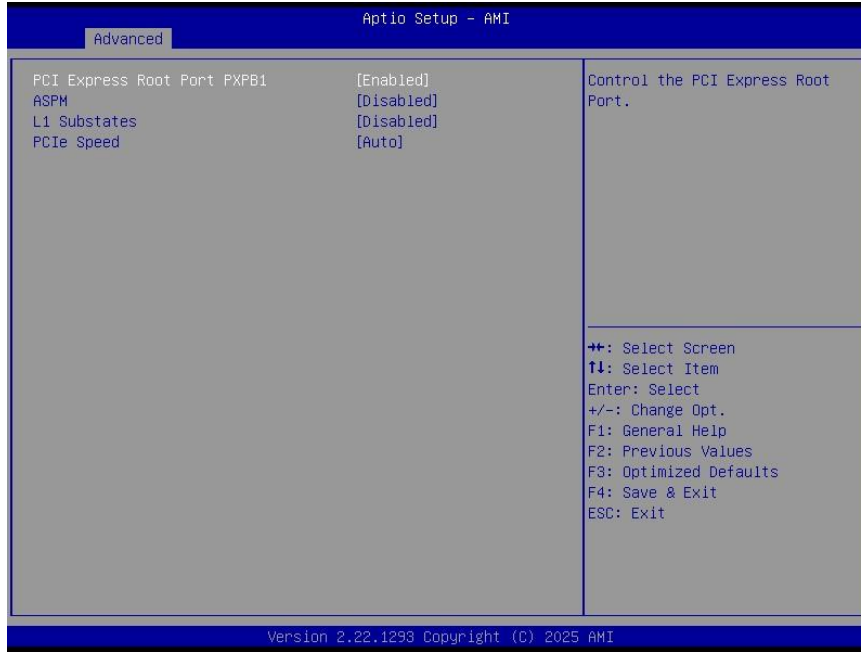 Aptio Setup - AMI
Advanced
PCI Express Root Port PXPB1 [Enabled]
ASPM [Disabled]
L1 Substates [Disabled]
PCIe Speed [Auto]
Control the PCI Express Root
Port.
→←: Select Screen
↑↓: Select Item
Enter: Select
+/-: Change Opt.
F1: General Help
F2: Previous Values
F3: Optimized Defaults
F4: Save & Exit
ESC: Exit
Version 2.22.1293 Copyright (C) 2025 AMI